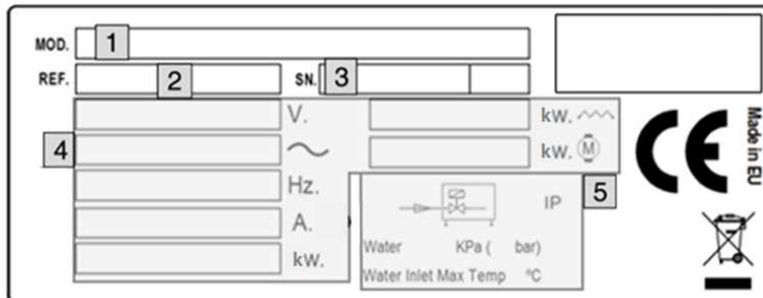 MOD. 1
REF. 2 SN. 3
V. kW.
4 kW. M
Hz.
A.
kW.
5
IP
Water KPa ( bar)
Water Inlet Max Temp °C
CE
Made in EU